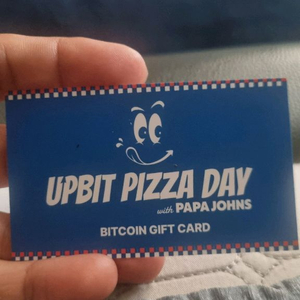 UPBIT PIZZA DAY
with PAPA JOHNS
BITCOIN GIFT CARD